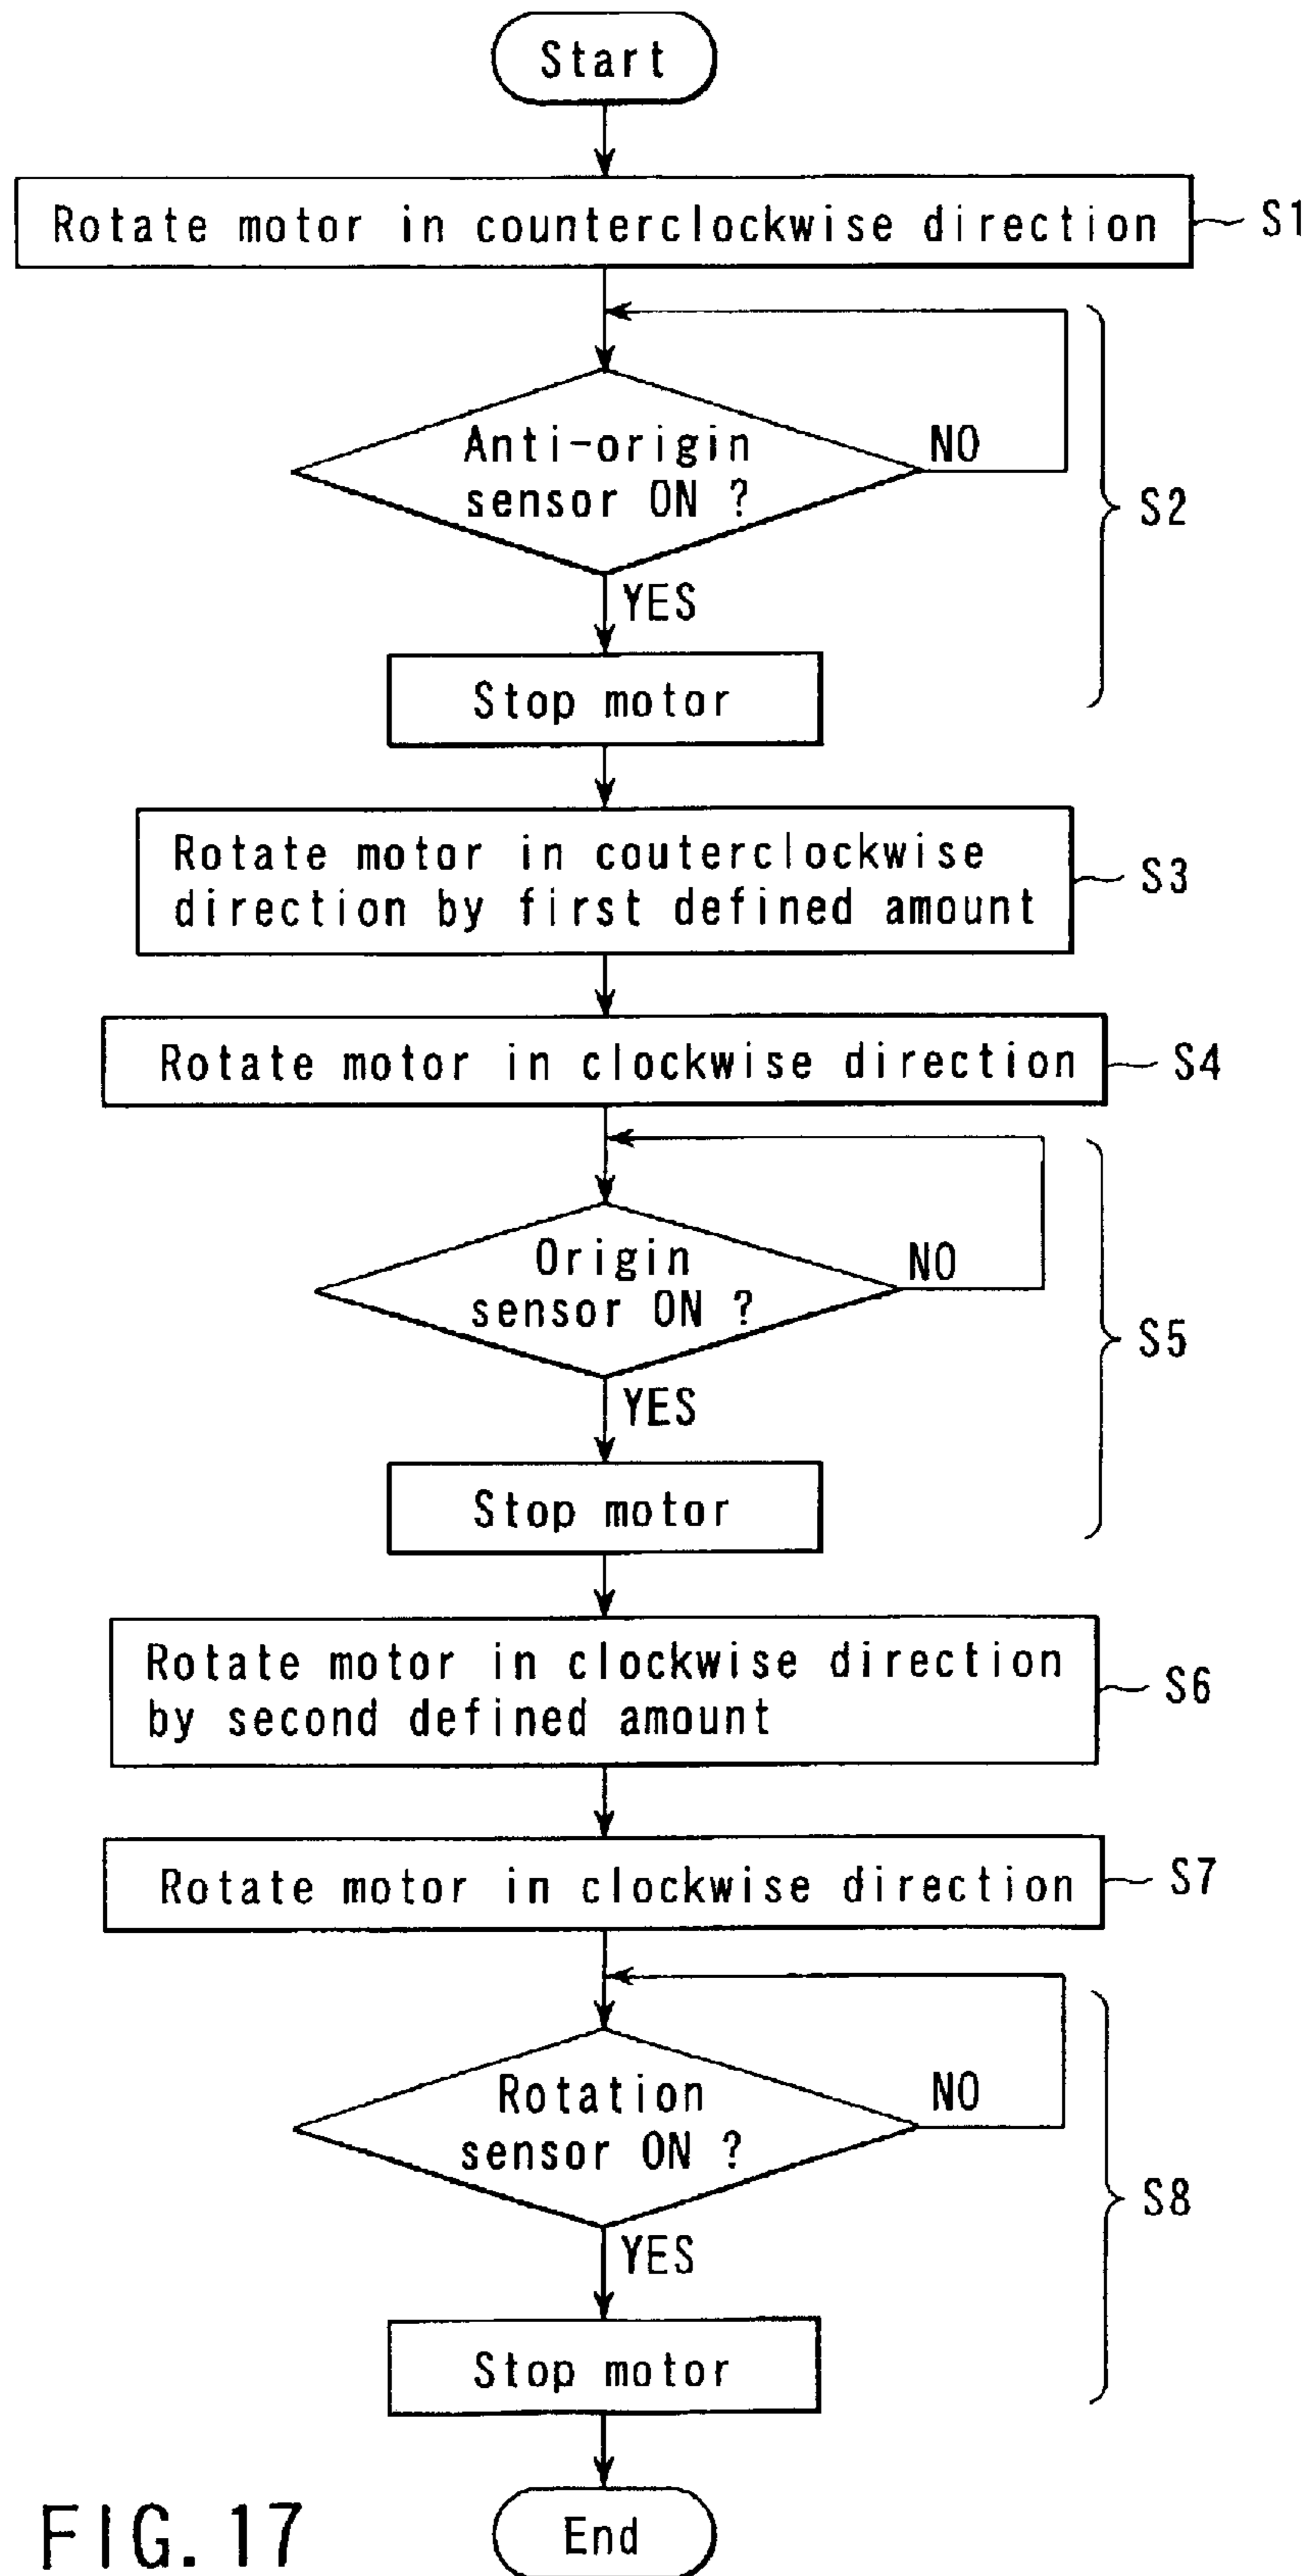 Start
Rotate motor in counterclockwise direction
S1
Anti-origin
sensor ON ?
NO
S2
YES
Stop motor
Rotate motor in couterclockwise
direction by first defined amount
S3
Rotate motor in clockwise direction
S4
Origin
sensor ON ?
NO
S5
YES
Stop motor
Rotate motor in clockwise direction
by second defined amount
S6
Rotate motor in clockwise direction
S7
Rotation
sensor ON ?
NO
S8
YES
Stop motor
End
FIG. 17